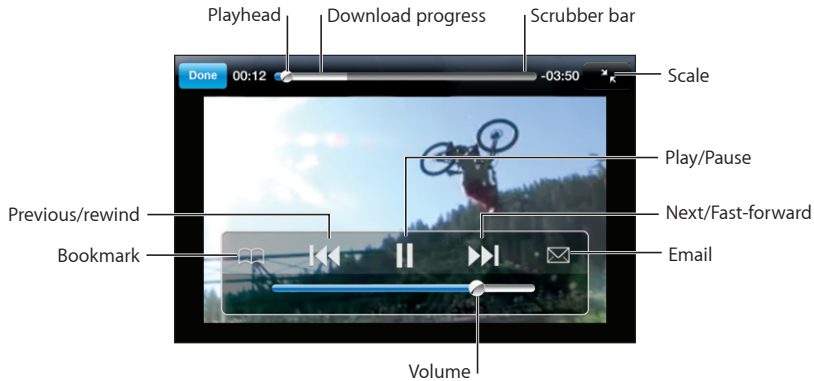 Playhead
Download progress
Scrubber bar
Done
00:12
-03:50
Scale
Play/Pause
Previous/rewind
Next/Fast-forward
Bookmark
Email
Volume